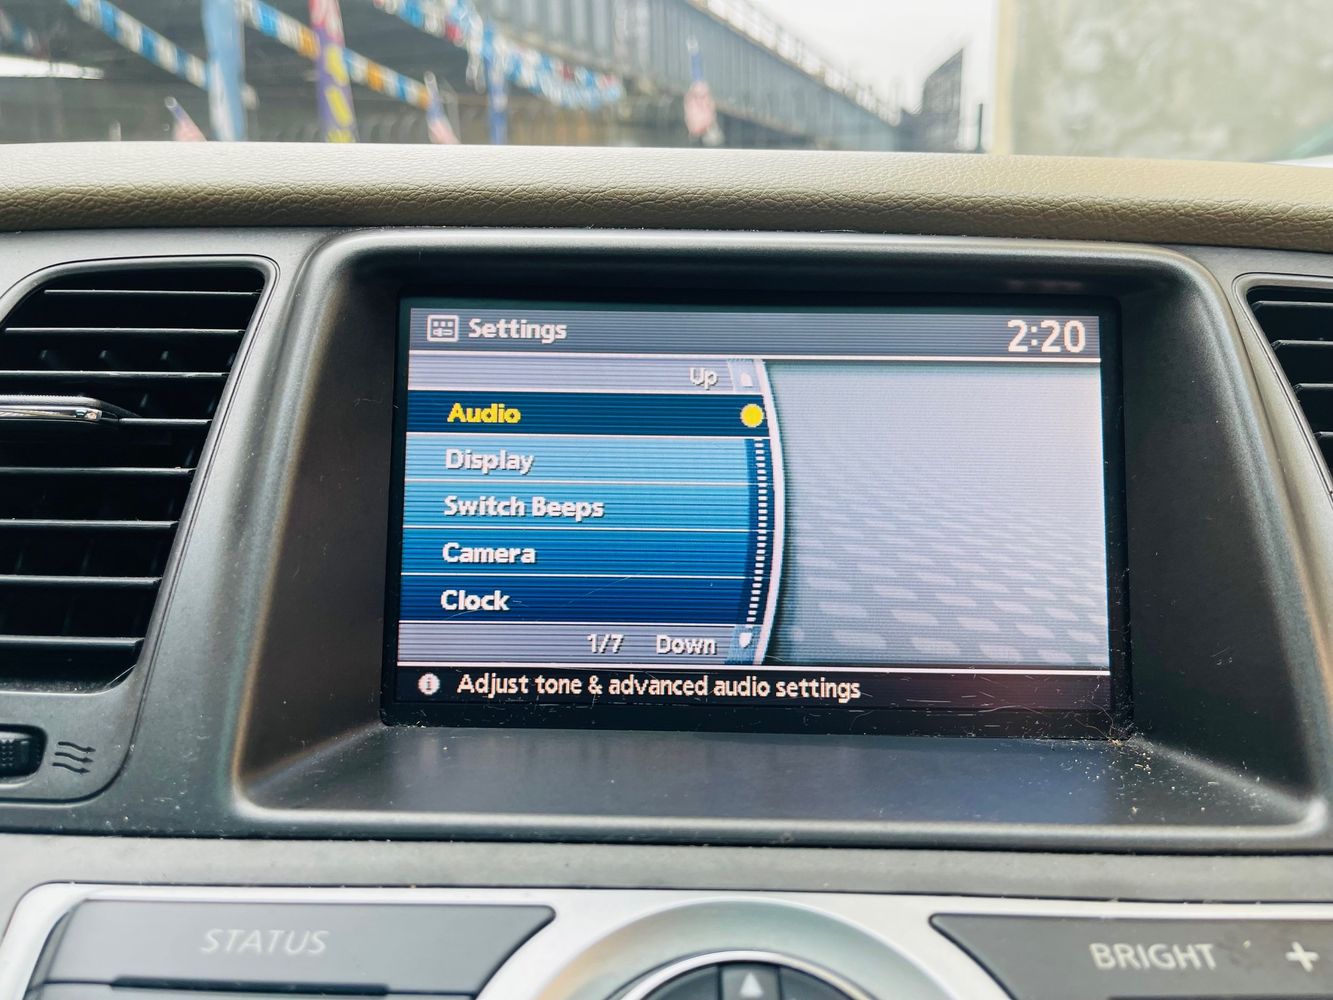 Settings
2:20
Up
Audio
Display
Switch Beeps
Camera
Clock
1/7 Down
Adjust tone & advanced audio settings
STATUS
BRIGHT +